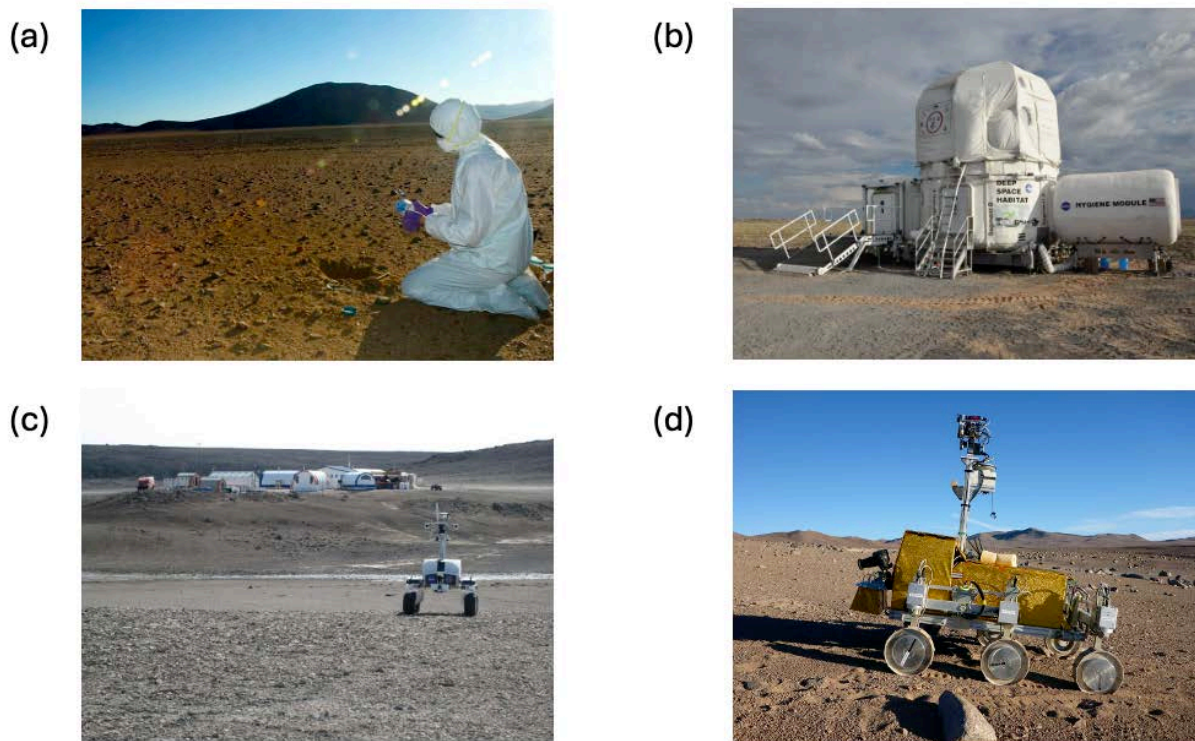 (a)
(b)
DEEP
SPACE
HABITAT
HYGIENE MODULE
(c)
(d)